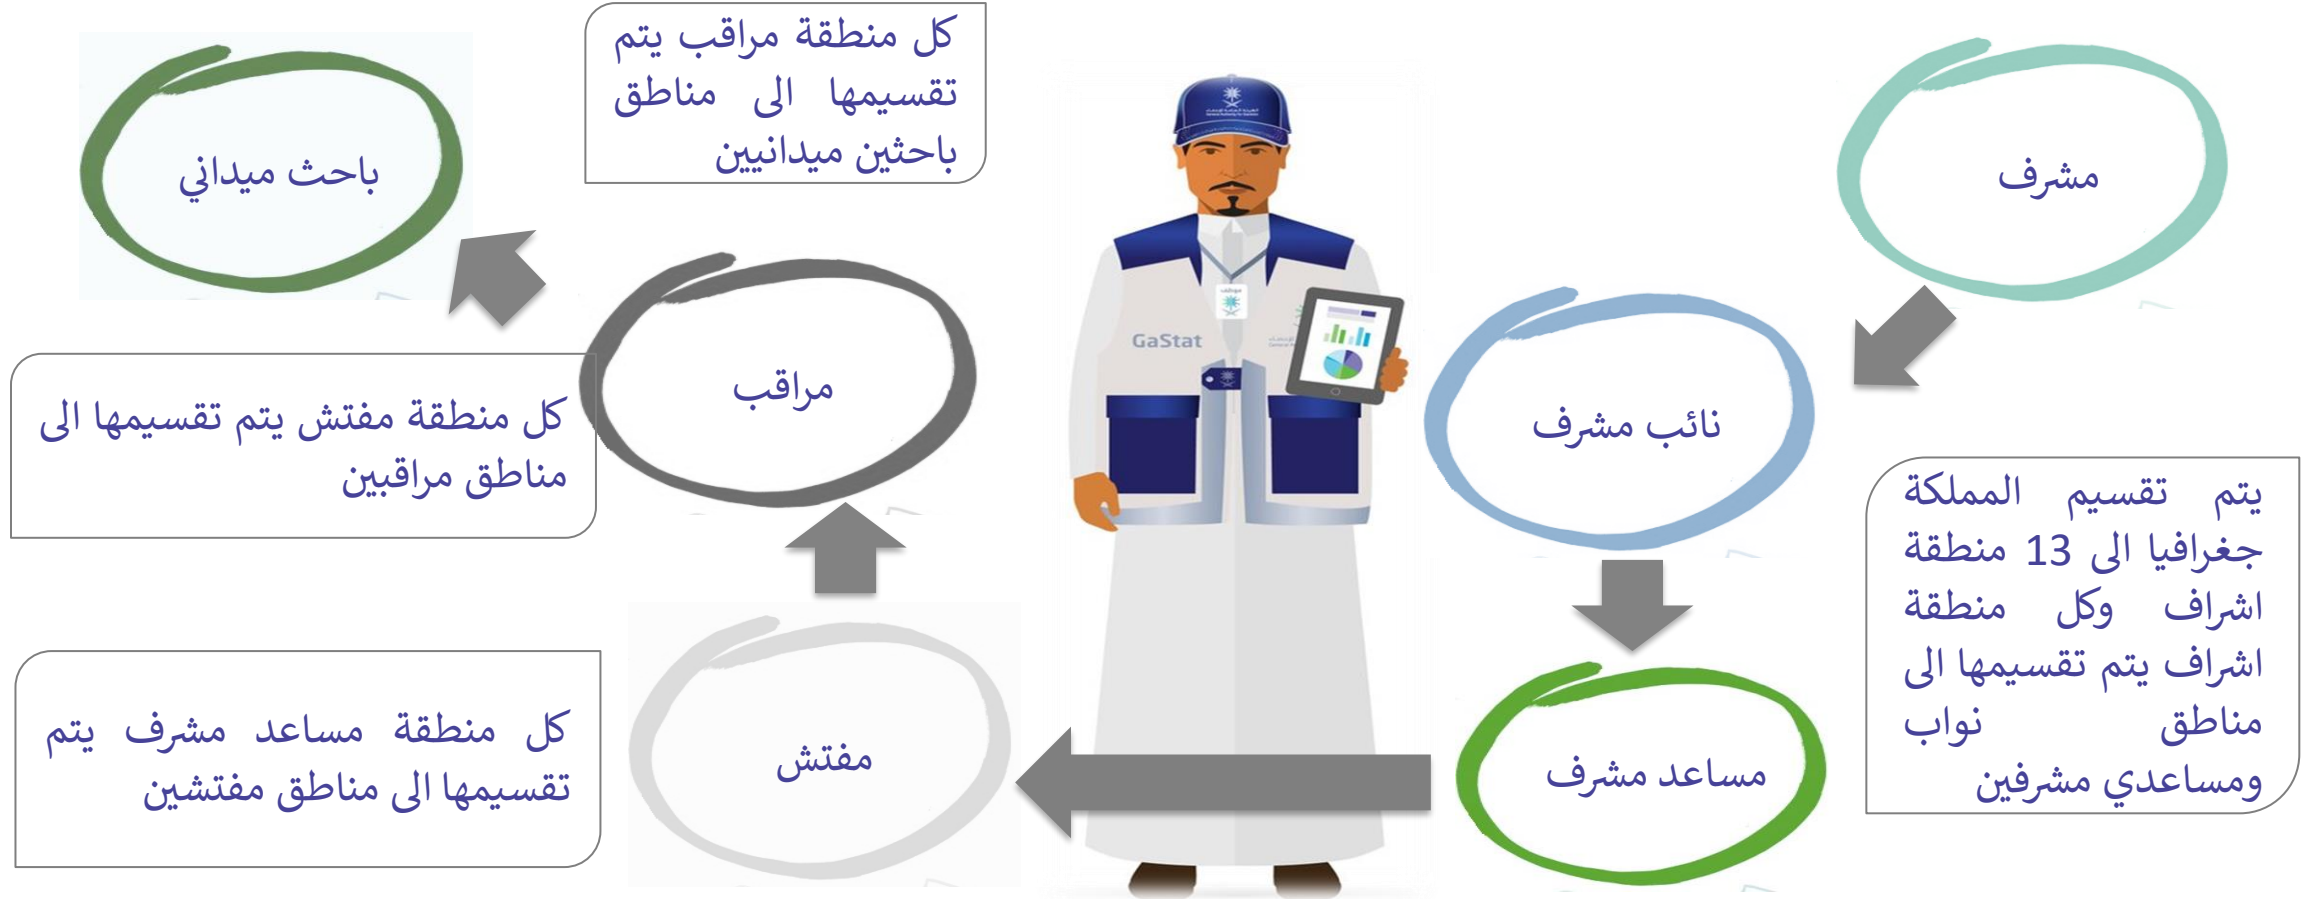 مشرف
نائب مشرف
يتم تقسيم المملكة
جغرافيا الى 13 منطقة
اشراف وكل منطقة
اشراف يتم تقسيمها الى
مناطق نواب
ومساعدي مشرفين
مساعد مشرف
مفتش
كل منطقة مساعد مشرف يتم
تقسيمها الى مناطق مفتشين
مراقب
كل منطقة مفتش يتم تقسيمها الى
مناطق مراقبين
كل منطقة مراقب يتم
تقسيمها الى مناطق
باحثين ميدانيين
باحث ميداني
GaStat